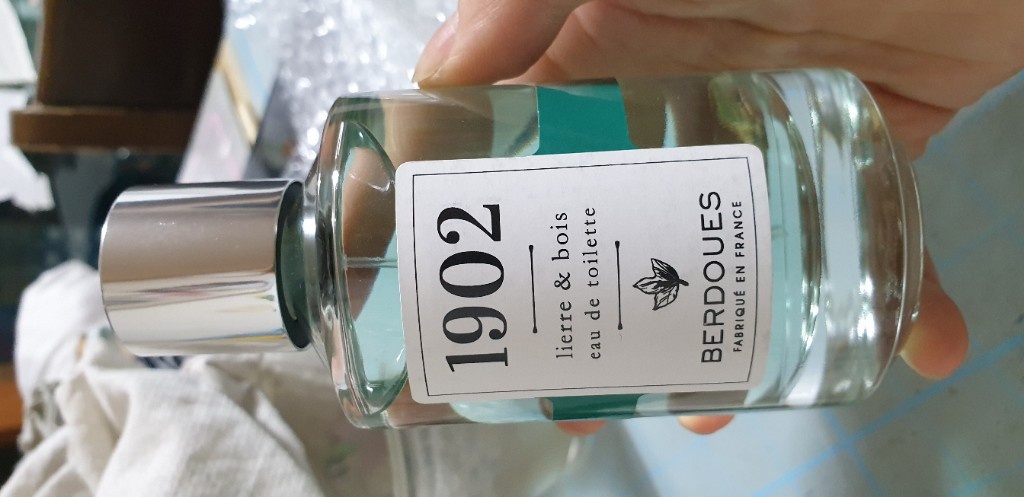 1902
lierre & bois
eau de toilette
BERDOUES
FABRIQUÉ EN FRANCE